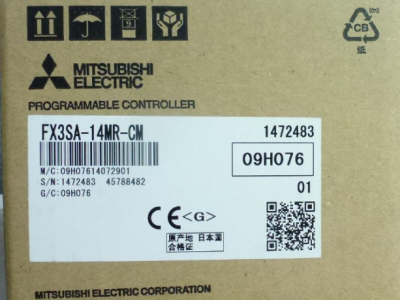 CB
纸
MITSUBISHI
ELECTRIC
PROGRAMMABLE CONTROLLER
FX3SA-14MR-CM
1472483
M/C:09H07614072901
S/N:1472483 45788482
G/C:09H076
09H076
01
CE<G>
原产地 日本国
合格证
MITSUBISHI ELECTRIC CORPORATION